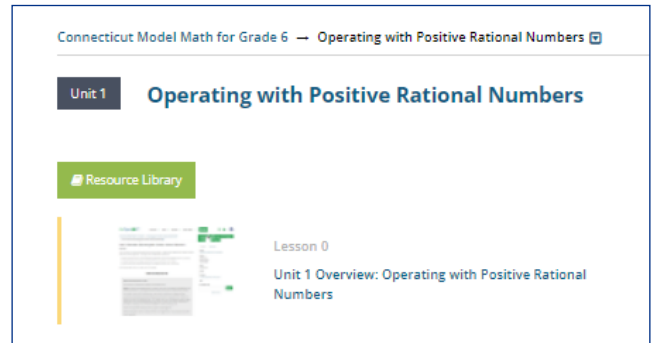 Connecticut Model Math for Grade 6 → Operating with Positive Rational Numbers
Unit 1
Operating with Positive Rational Numbers
Resource Library
Lesson 0
Unit 1 Overview: Operating with Positive Rational
Numbers